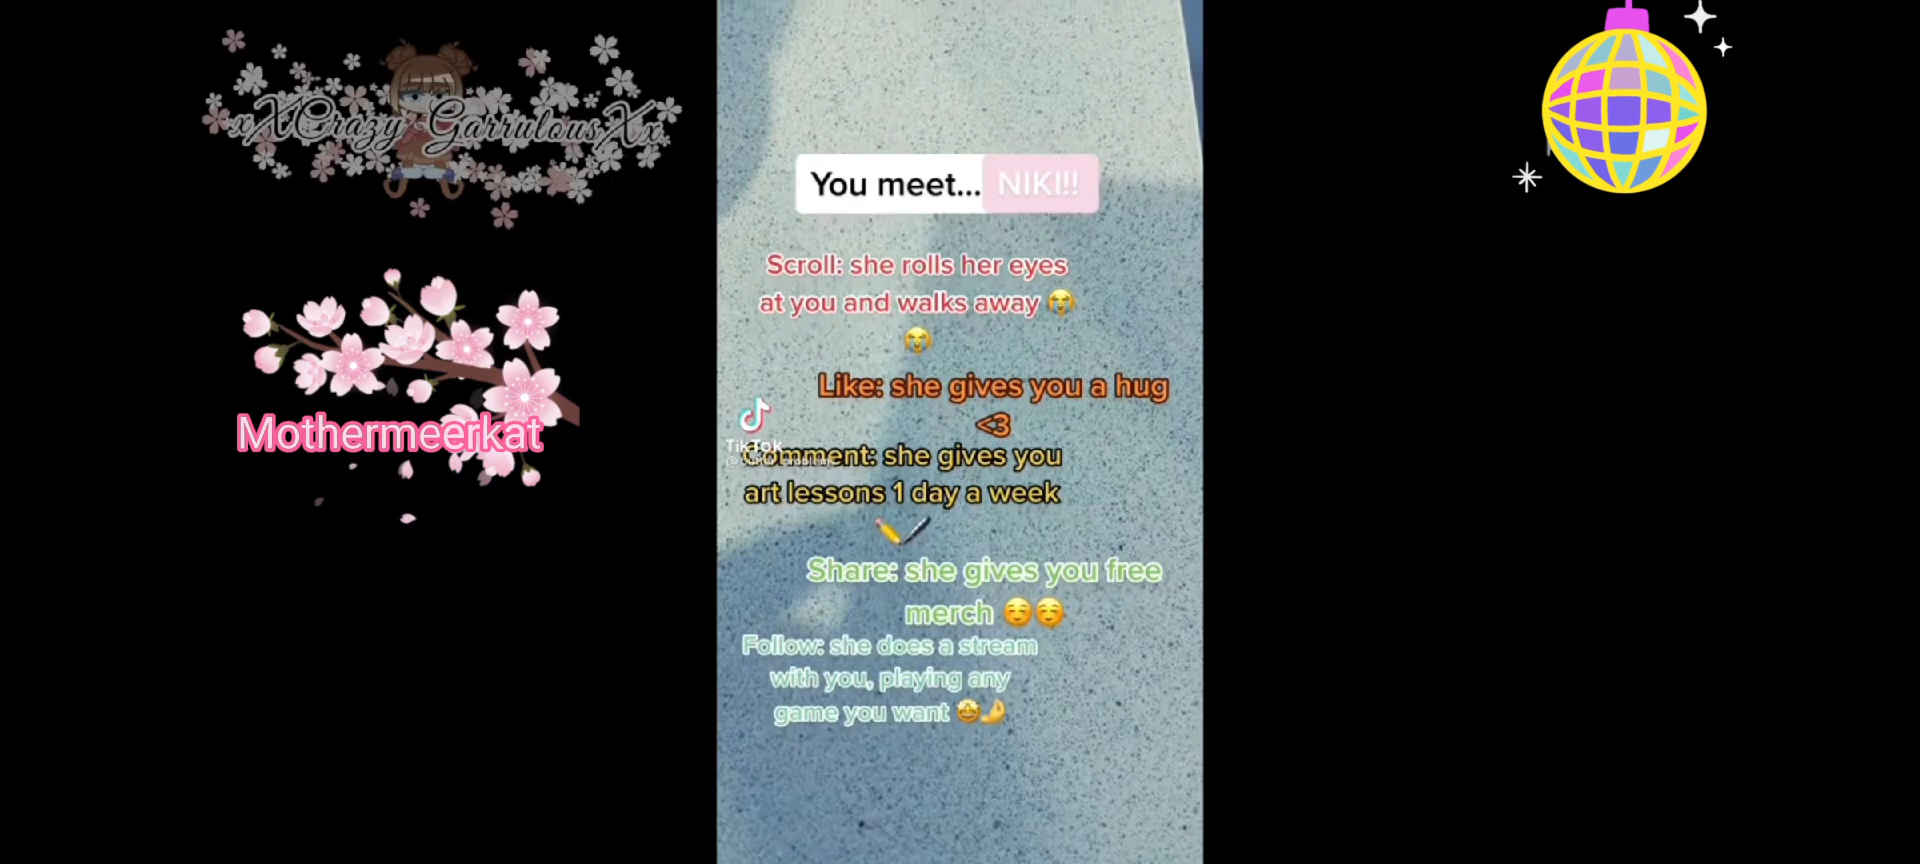 xXCrazy GarrulousXx
Mothermeerkat
You meet... NIKI!!
Scroll: she rolls her eyes
at you and walks away 😭
😭
Like: she gives you a hug
<3
TikTok
Comment: she gives you
art lessons 1 day a week
✏️🖊️
Share: she gives you free
merch ☺️☺️
Follow: she does a stream
with you, playing any
game you want 🤩🤌